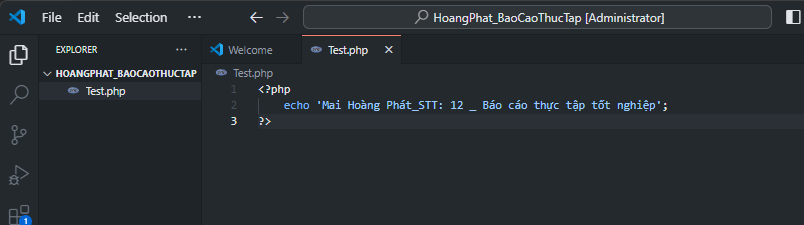 File Edit Selection ··· HoangPhat_BaoCaoThucTap [Administrator]
EXPLORER ··· Welcome Test.php
HOANGPHAT_BAOCAOTHUCTAP Test.php
Test.php
1 <?php
2 echo 'Mai Hoàng Phát_STT: 12 _ Báo cáo thực tập tốt nghiệp';
3 ?>
1